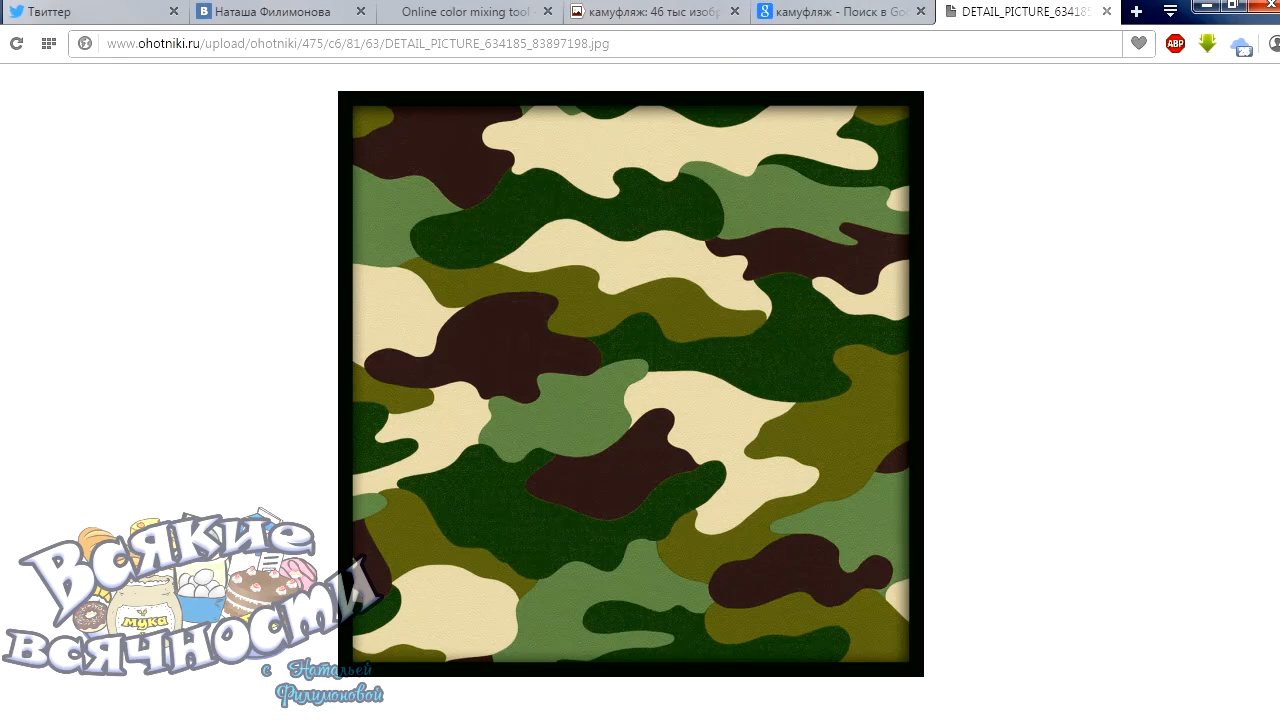 Твиттер
Наташа Филимонова
Online color mixing tool -
камуфляж: 46 тыс изобр
камуфляж - Поиск в Goo
DETAIL_PICTURE_634185
www.ohotniki.ru/upload/ohotniki/475/c6/81/63/DETAIL_PICTURE_634185_83897198.jpg
ABP
Всякие
мука
всячности
с Натальей
Филимоновой